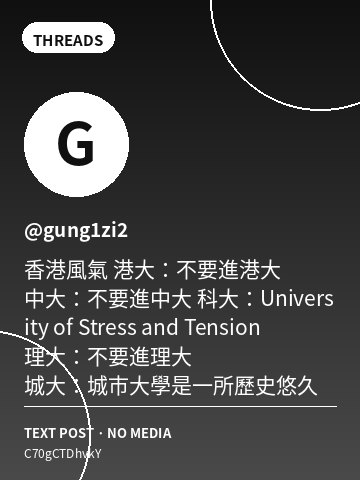 THREADS
G
@gung1zi2
香港風氣 港大：不要進港大
中大：不要進中大 科大：Univers
ity of Stress and Tension
理大：不要進理大
城大：城市大學是一所歷史悠久
TEXT POST · NO MEDIA
C70gCTDhvkY